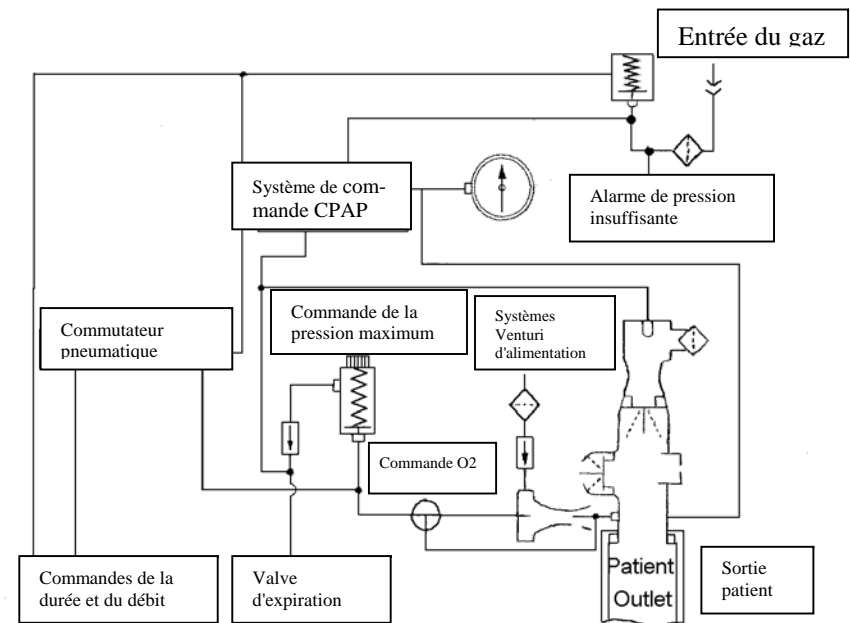 Entrée du gaz
Système de com-
mande CPAP
Alarme de pression
insuffisante
Commutateur
pneumatique
Commande de la
pression maximum
Systèmes
Venturi
d'alimentation
Commande O2
Commandes de la
durée et du débit
Valve
d'expiration
Patient
Outlet
Sortie
patient